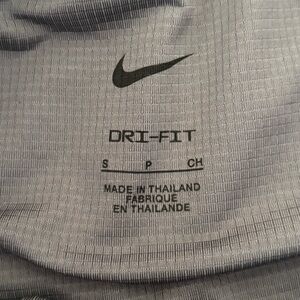 DRI-FIT
S P CH
MADE IN THAILAND
FABRIQUE
EN THAILANDE